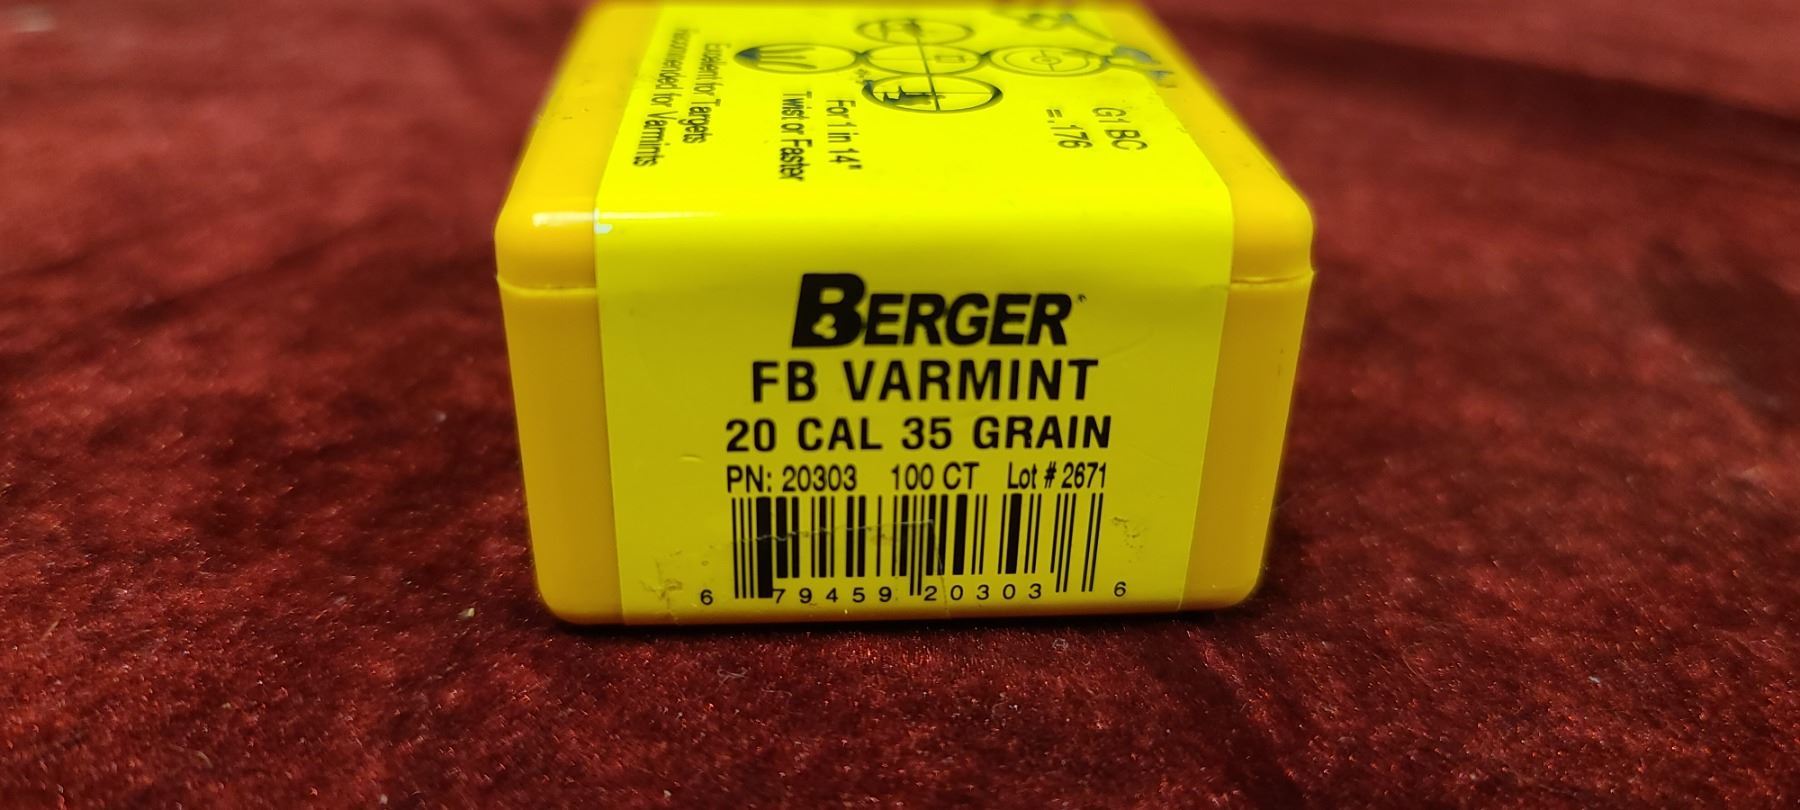 Excellent for Targets
Recommended for Varmints
For 1 in 14"
Twist or Faster
G1 BC
= .176
BERGER
FB VARMINT
20 CAL 35 GRAIN
PN: 20303 100 CT Lot # 2671
6 79459 20303 6